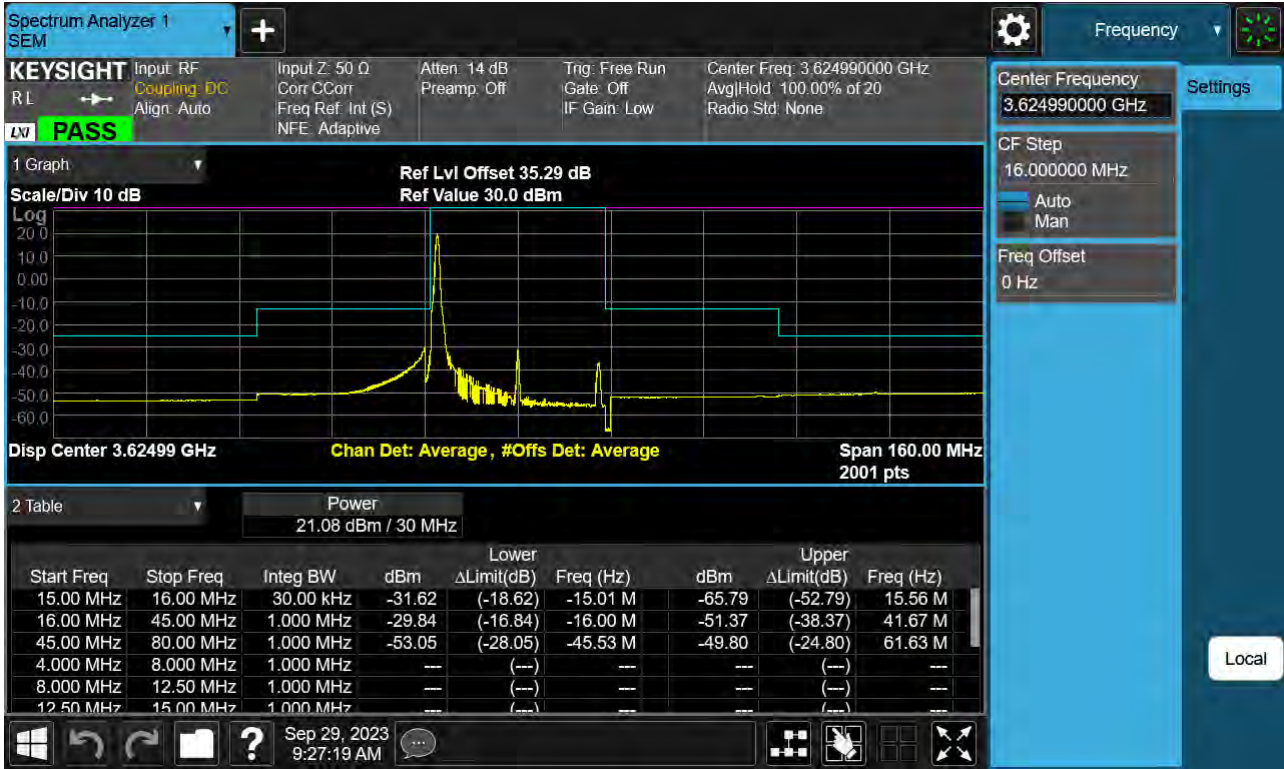 Spectrum Analyzer 1
SEM
Frequency
KEYSIGHT
R L
LXI
PASS
Input: RF
Coupling: DC
Align: Auto
Input Z: 50 Ω
Corr CCorr
Freq Ref: Int (S)
NFE: Adaptive
Atten: 14 dB
Preamp: Off
Trig: Free Run
Gate: Off
IF Gain: Low
Center Freq: 3.624990000 GHz
Avg|Hold: 100.00% of 20
Radio Std: None
Center Frequency
3.624990000 GHz
Settings
CF Step
16.000000 MHz
Auto
Man
Freq Offset
0 Hz
1 Graph
Scale/Div 10 dB
Ref Lvl Offset 35.29 dB
Ref Value 30.0 dBm
Log
20.0
10.0
0.00
-10.0
-20.0
-30.0
-40.0
-50.0
-60.0
Disp Center 3.62499 GHz
Chan Det: Average, #Offs Det: Average
Span 160.00 MHz
2001 pts
2 Table
Power
21.08 dBm / 30 MHz
Lower Upper
Start Freq Stop Freq Integ BW dBm ΔLimit(dB) Freq (Hz) dBm ΔLimit(dB) Freq (Hz)
15.00 MHz 16.00 MHz 30.00 kHz -31.62 (-18.62) -15.01 M -65.79 (-52.79) 15.56 M
16.00 MHz 45.00 MHz 1.000 MHz -29.84 (-16.84) -16.00 M -51.37 (-38.37) 41.67 M
45.00 MHz 80.00 MHz 1.000 MHz -53.05 (-28.05) -45.53 M -49.80 (-24.80) 61.63 M
4.000 MHz 8.000 MHz 1.000 MHz --- (---) --- --- (---) ---
8.000 MHz 12.50 MHz 1.000 MHz --- (---) --- --- (---) ---
12.50 MHz 15.00 MHz 1.000 MHz --- (---) --- --- (---) ---
Local
?
Sep 29, 2023
9:27:19 AM